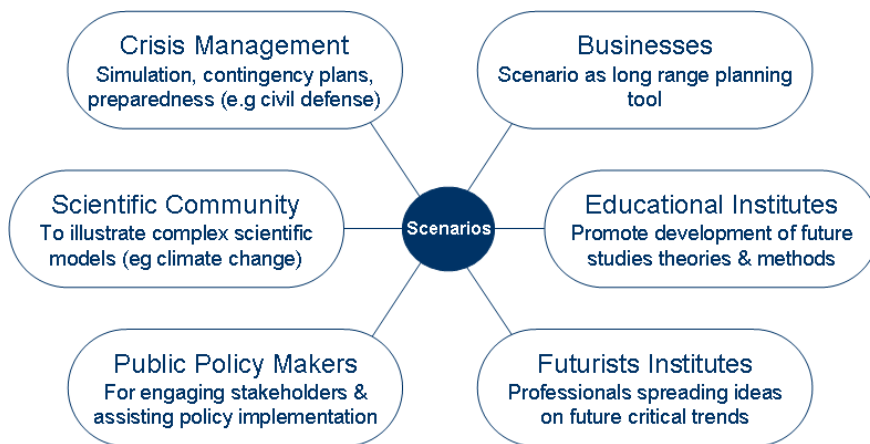 Crisis Management
Simulation, contingency plans,
preparedness (e.g civil defense)
Businesses
Scenario as long range planning
tool
Scientific Community
To illustrate complex scientific
models (eg climate change)
Scenarios
Educational Institutes
Promote development of future
studies theories & methods
Public Policy Makers
For engaging stakeholders &
assisting policy implementation
Futurists Institutes
Professionals spreading ideas
on future critical trends